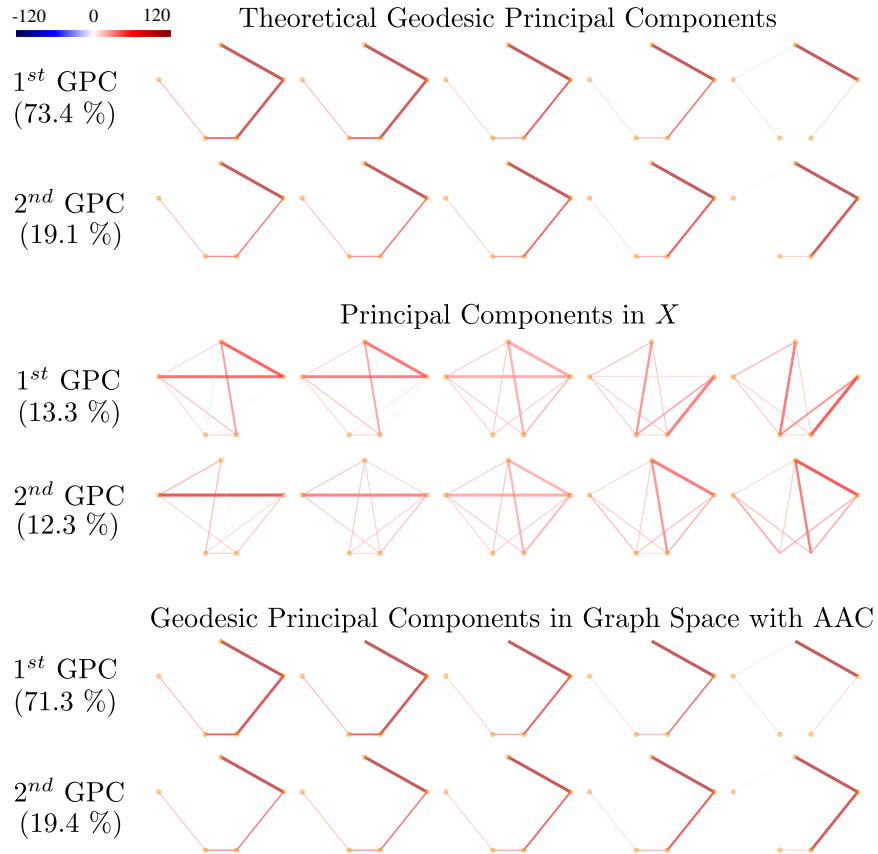 -120 0 120
Theoretical Geodesic Principal Components
1st GPC
(73.4 %)
2nd GPC
(19.1 %)
Principal Components in X
1st GPC
(13.3 %)
2nd GPC
(12.3 %)
Geodesic Principal Components in Graph Space with AAC
1st GPC
(71.3 %)
2nd GPC
(19.4 %)